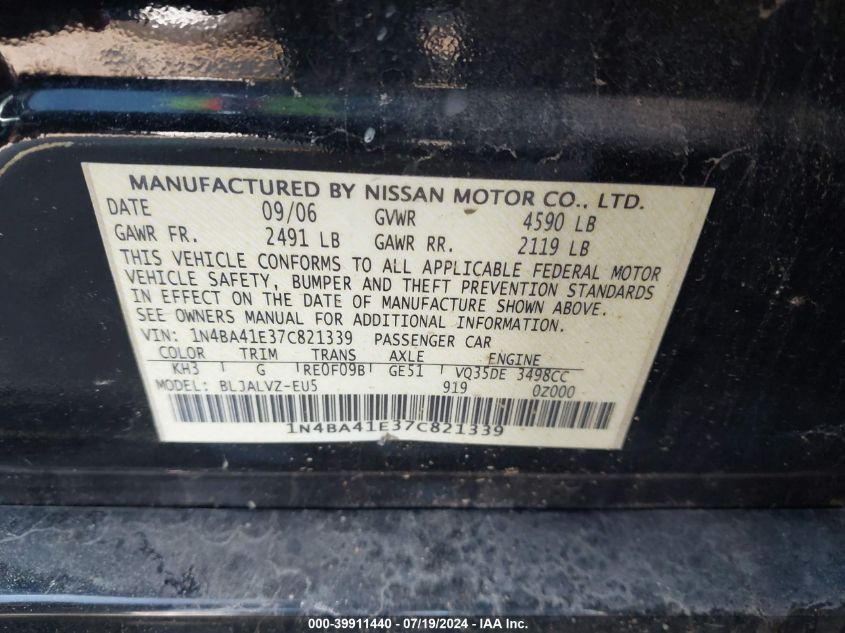 MANUFACTURED BY NISSAN MOTOR CO., LTD.
DATE 09/06 GVWR 4590 LB
GAWR FR. 2491 LB GAWR RR. 2119 LB
THIS VEHICLE CONFORMS TO ALL APPLICABLE FEDERAL MOTOR
VEHICLE SAFETY, BUMPER AND THEFT PREVENTION STANDARDS
IN EFFECT ON THE DATE OF MANUFACTURE SHOWN ABOVE.
SEE OWNERS MANUAL FOR ADDITIONAL INFORMATION.
VIN: 1N4BA41E37C821339 PASSENGER CAR
COLOR TRIM TRANS AXLE ENGINE
KH3 G RE0F09B GE51 VQ35DE 3498CC
MODEL: BLJALVZ-EU5 919 0Z000
1N4BA41E37C821339
000-39911440 - 07/19/2024 - IAA Inc.